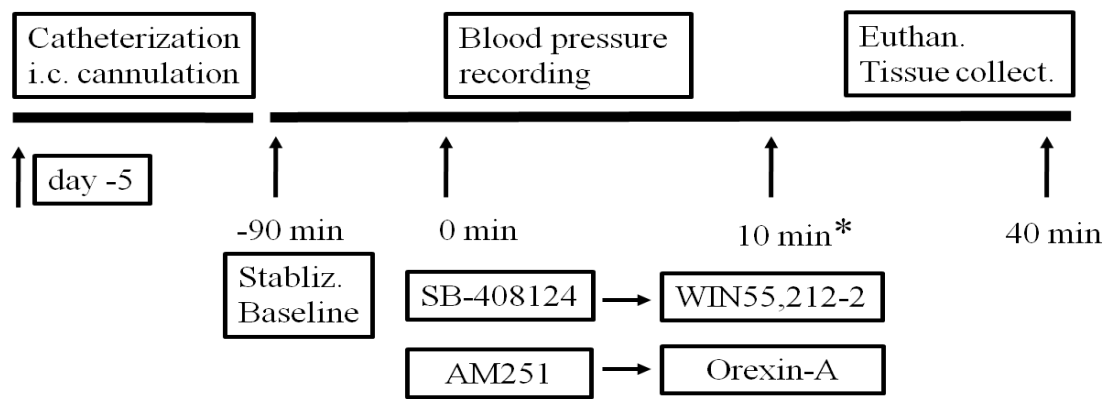 Catheterization
i.c. cannulation
Blood pressure
recording
Euthan.
Tissue collect.
day -5
-90 min
0 min
10 min*
40 min
Stabliz.
Baseline
SB-408124
WIN55,212-2
AM251
Orexin-A